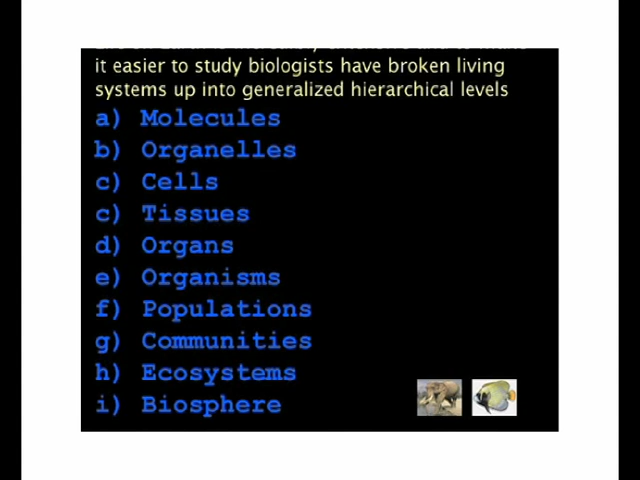 it easier to study biologists have broken living
systems up into generalized hierarchical levels
a) Molecules
b) Organelles
c) Cells
c) Tissues
d) Organs
e) Organisms
f) Populations
g) Communities
h) Ecosystems
i) Biosphere